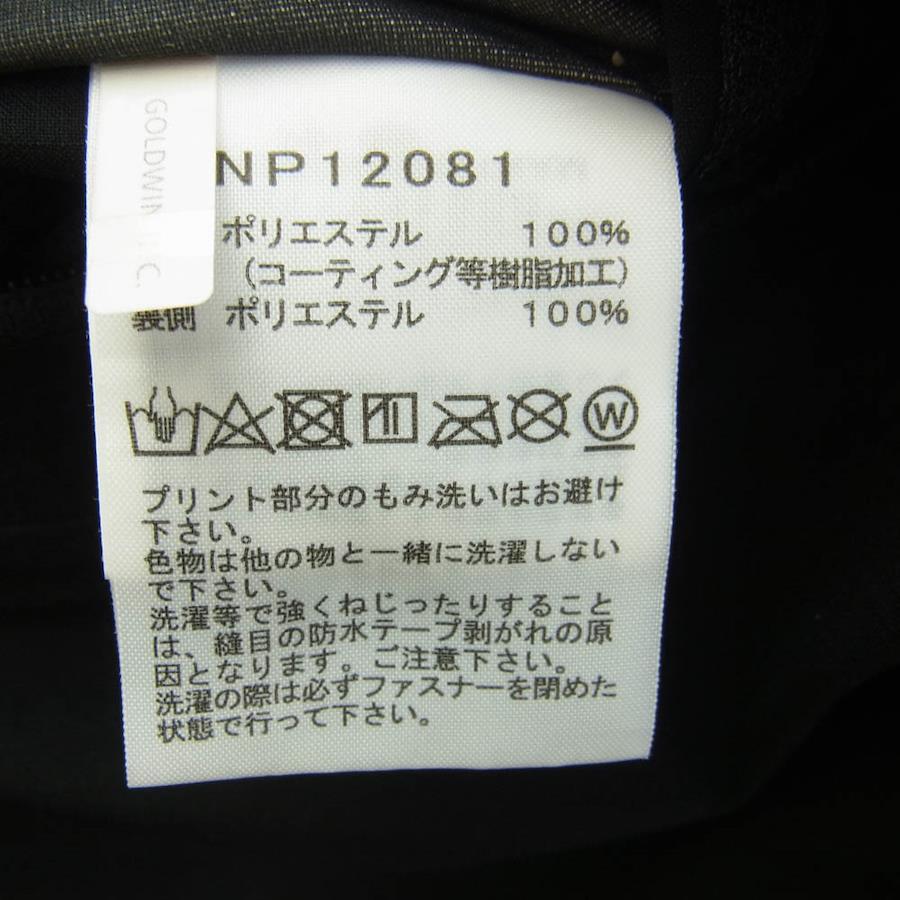 GOLDWIN
NP12081
ポリエステル 100%
（コーティング等樹脂加工）
裏側 ポリエステル 100%
W
プリント部分のもみ洗いはお避け
下さい。
色物は他の物と一緒に洗濯しない
で下さい。
洗濯等で強くねじったりすること
は、縫目の防水テープ剥がれの原
因となります。ご注意下さい。
洗濯の際は必ずファスナーを閉めた
状態で行って下さい。